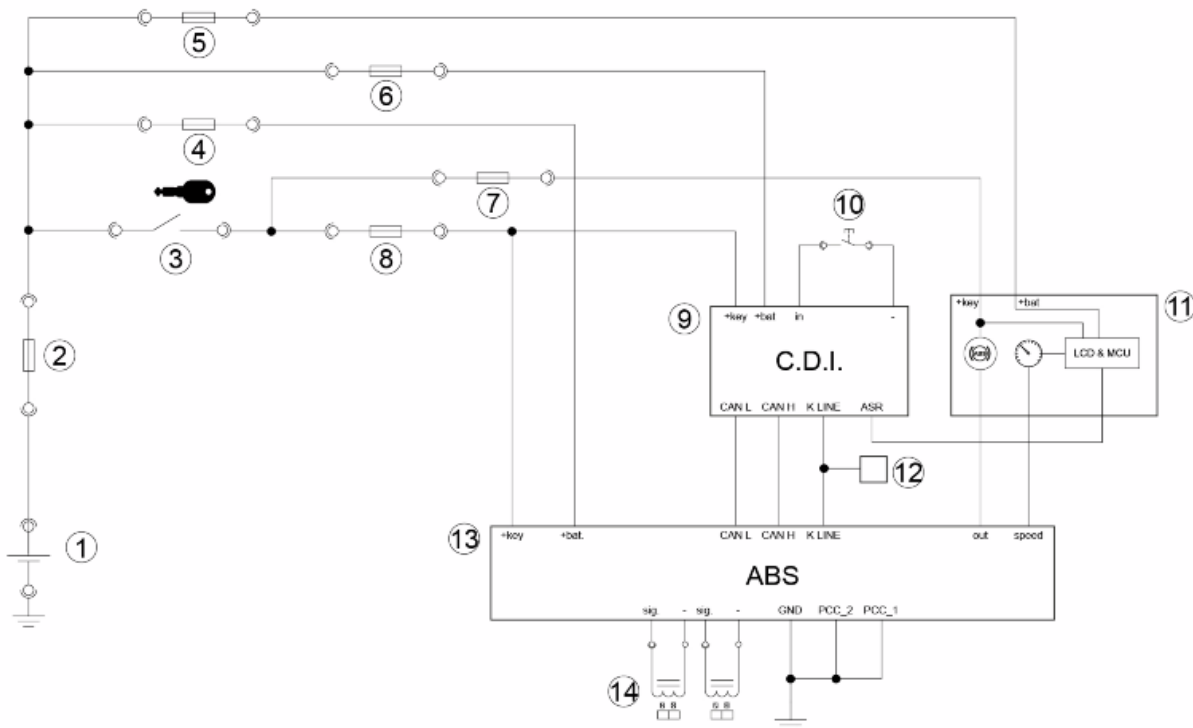 5
6
4
7
3
8
10
+key +bat in -
9
C.D.I.
CAN L CAN H K LINE ASR
+key +bat
11
ABS
LCD & MCU
2
12
1
13
+key +bat. CAN L CAN H K LINE out speed
ABS
sig. - sig. - GND PCC_2 PCC_1
14